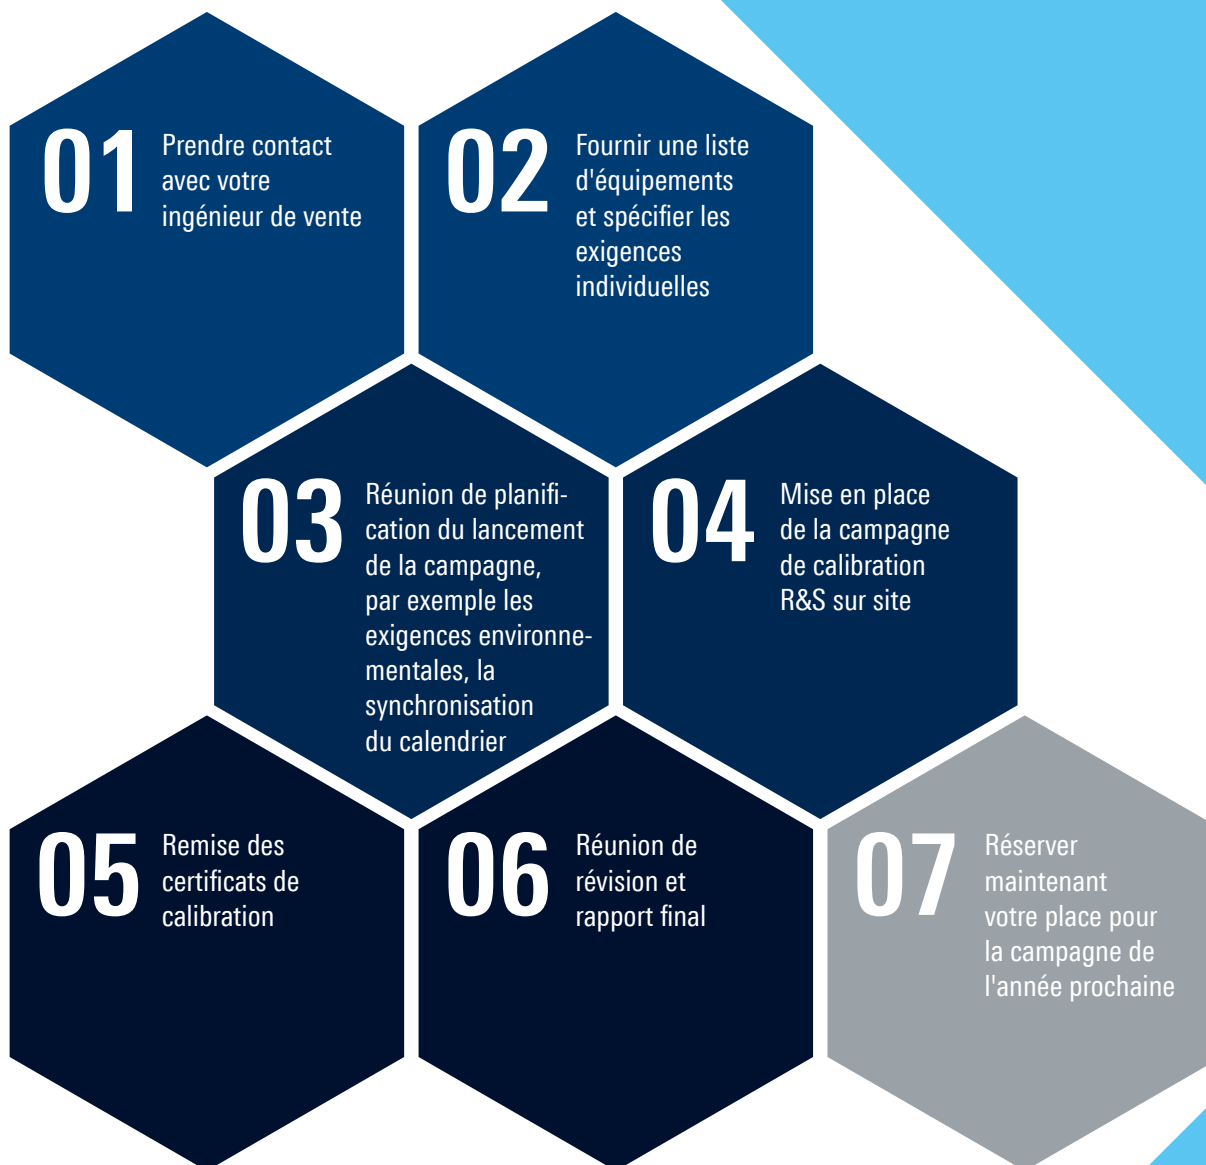 01
Prendre contact
avec votre
ingénieur de vente
02
Fournir une liste
d'équipements
et spécifier les
exigences
individuelles
03
Réunion de planifi-
cation du lancement
de la campagne,
par exemple les
exigences environne-
mentales, la
synchronisation
du calendrier
04
Mise en place
de la campagne
de calibration
R&S sur site
05
Remise des
certificats de
calibration
06
Réunion de
révision et
rapport final
07
Réserver
maintenant
votre place pour
la campagne de
l'année prochaine